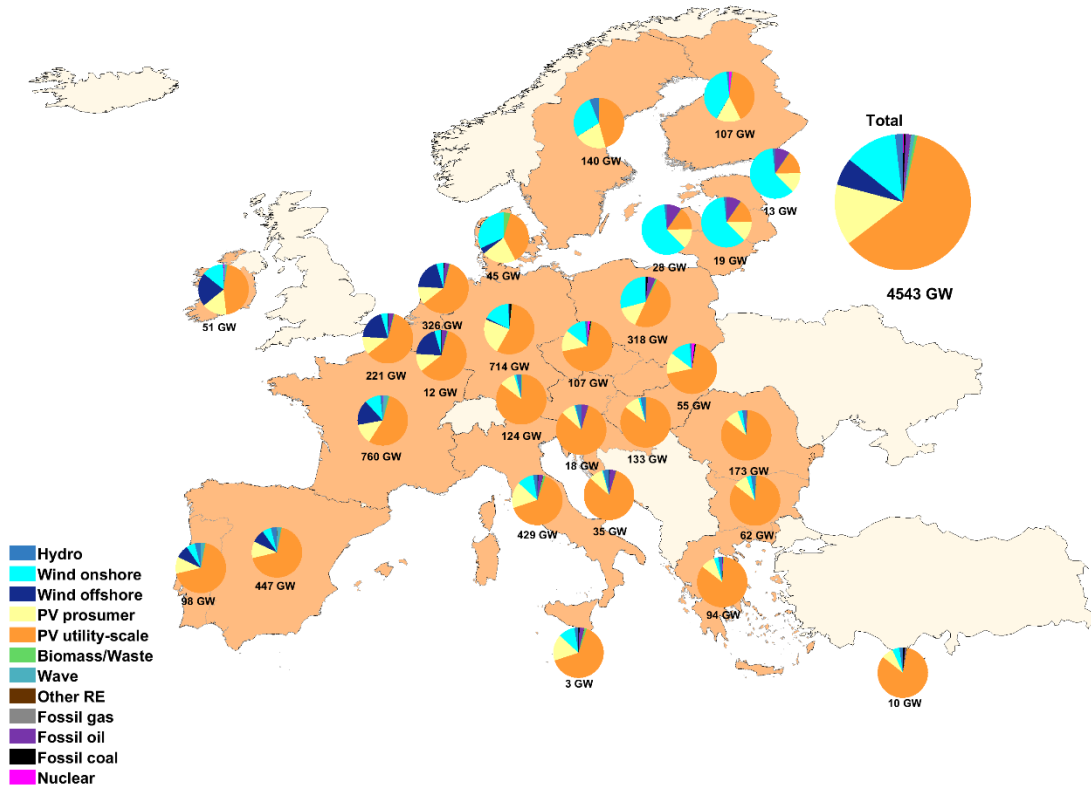 107 GW
Total
140 GW
13 GW
28 GW
19 GW
45 GW
4543 GW
51 GW
326 GW
318 GW
221 GW
714 GW
107 GW
12 GW
55 GW
124 GW
760 GW
18 GW
133 GW
173 GW
429 GW
35 GW
62 GW
447 GW
98 GW
94 GW
3 GW
10 GW
Hydro
Wind onshore
Wind offshore
PV prosumer
PV utility-scale
Biomass/Waste
Wave
Other RE
Fossil gas
Fossil oil
Fossil coal
Nuclear